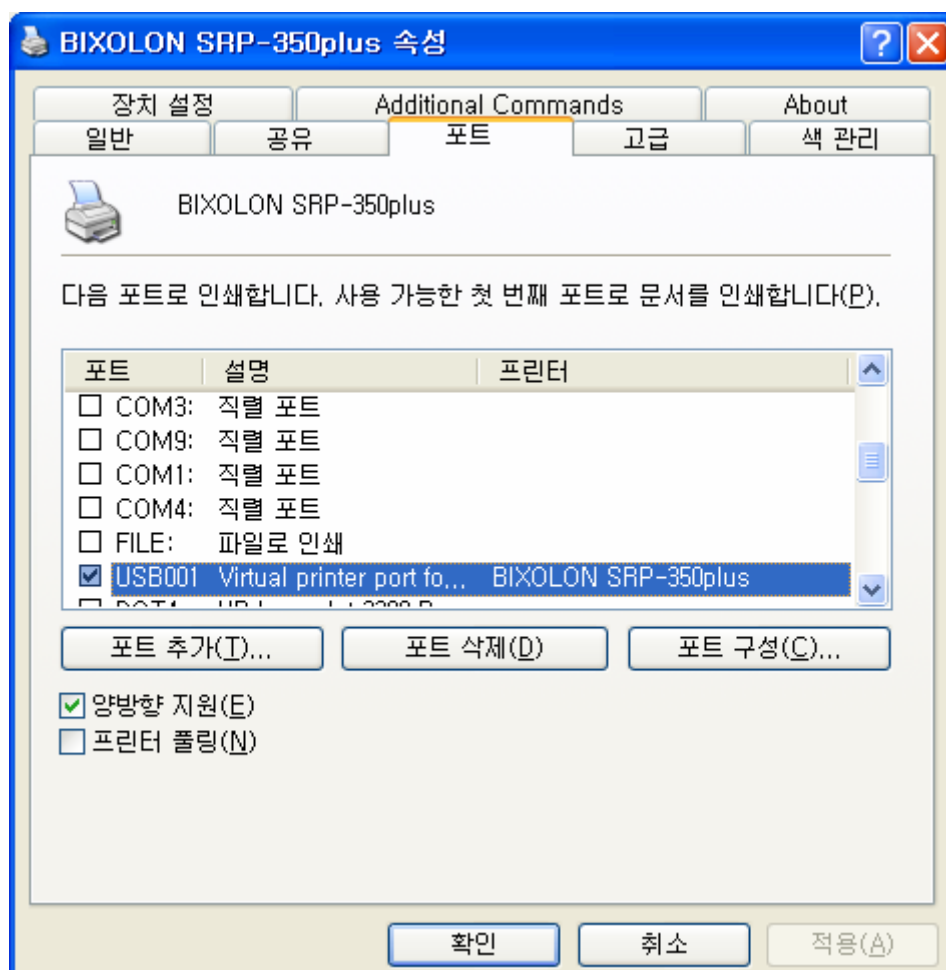 BIXOLON SRP-350plus 속성
장치 설정 Additional Commands About
일반 공유 포트 고급 색 관리
BIXOLON SRP-350plus
다음 포트로 인쇄합니다. 사용 가능한 첫 번째 포트로 문서를 인쇄합니다(P).
포트 설명 프린터
COM3: 직렬 포트
COM9: 직렬 포트
COM1: 직렬 포트
COM4: 직렬 포트
FILE: 파일로 인쇄
USB001 Virtual printer port fo... BIXOLON SRP-350plus
포트 추가(T)... 포트 삭제(D) 포트 구성(C)...
양방향 지원(E)
프린터 풀링(N)
확인 취소 적용(A)